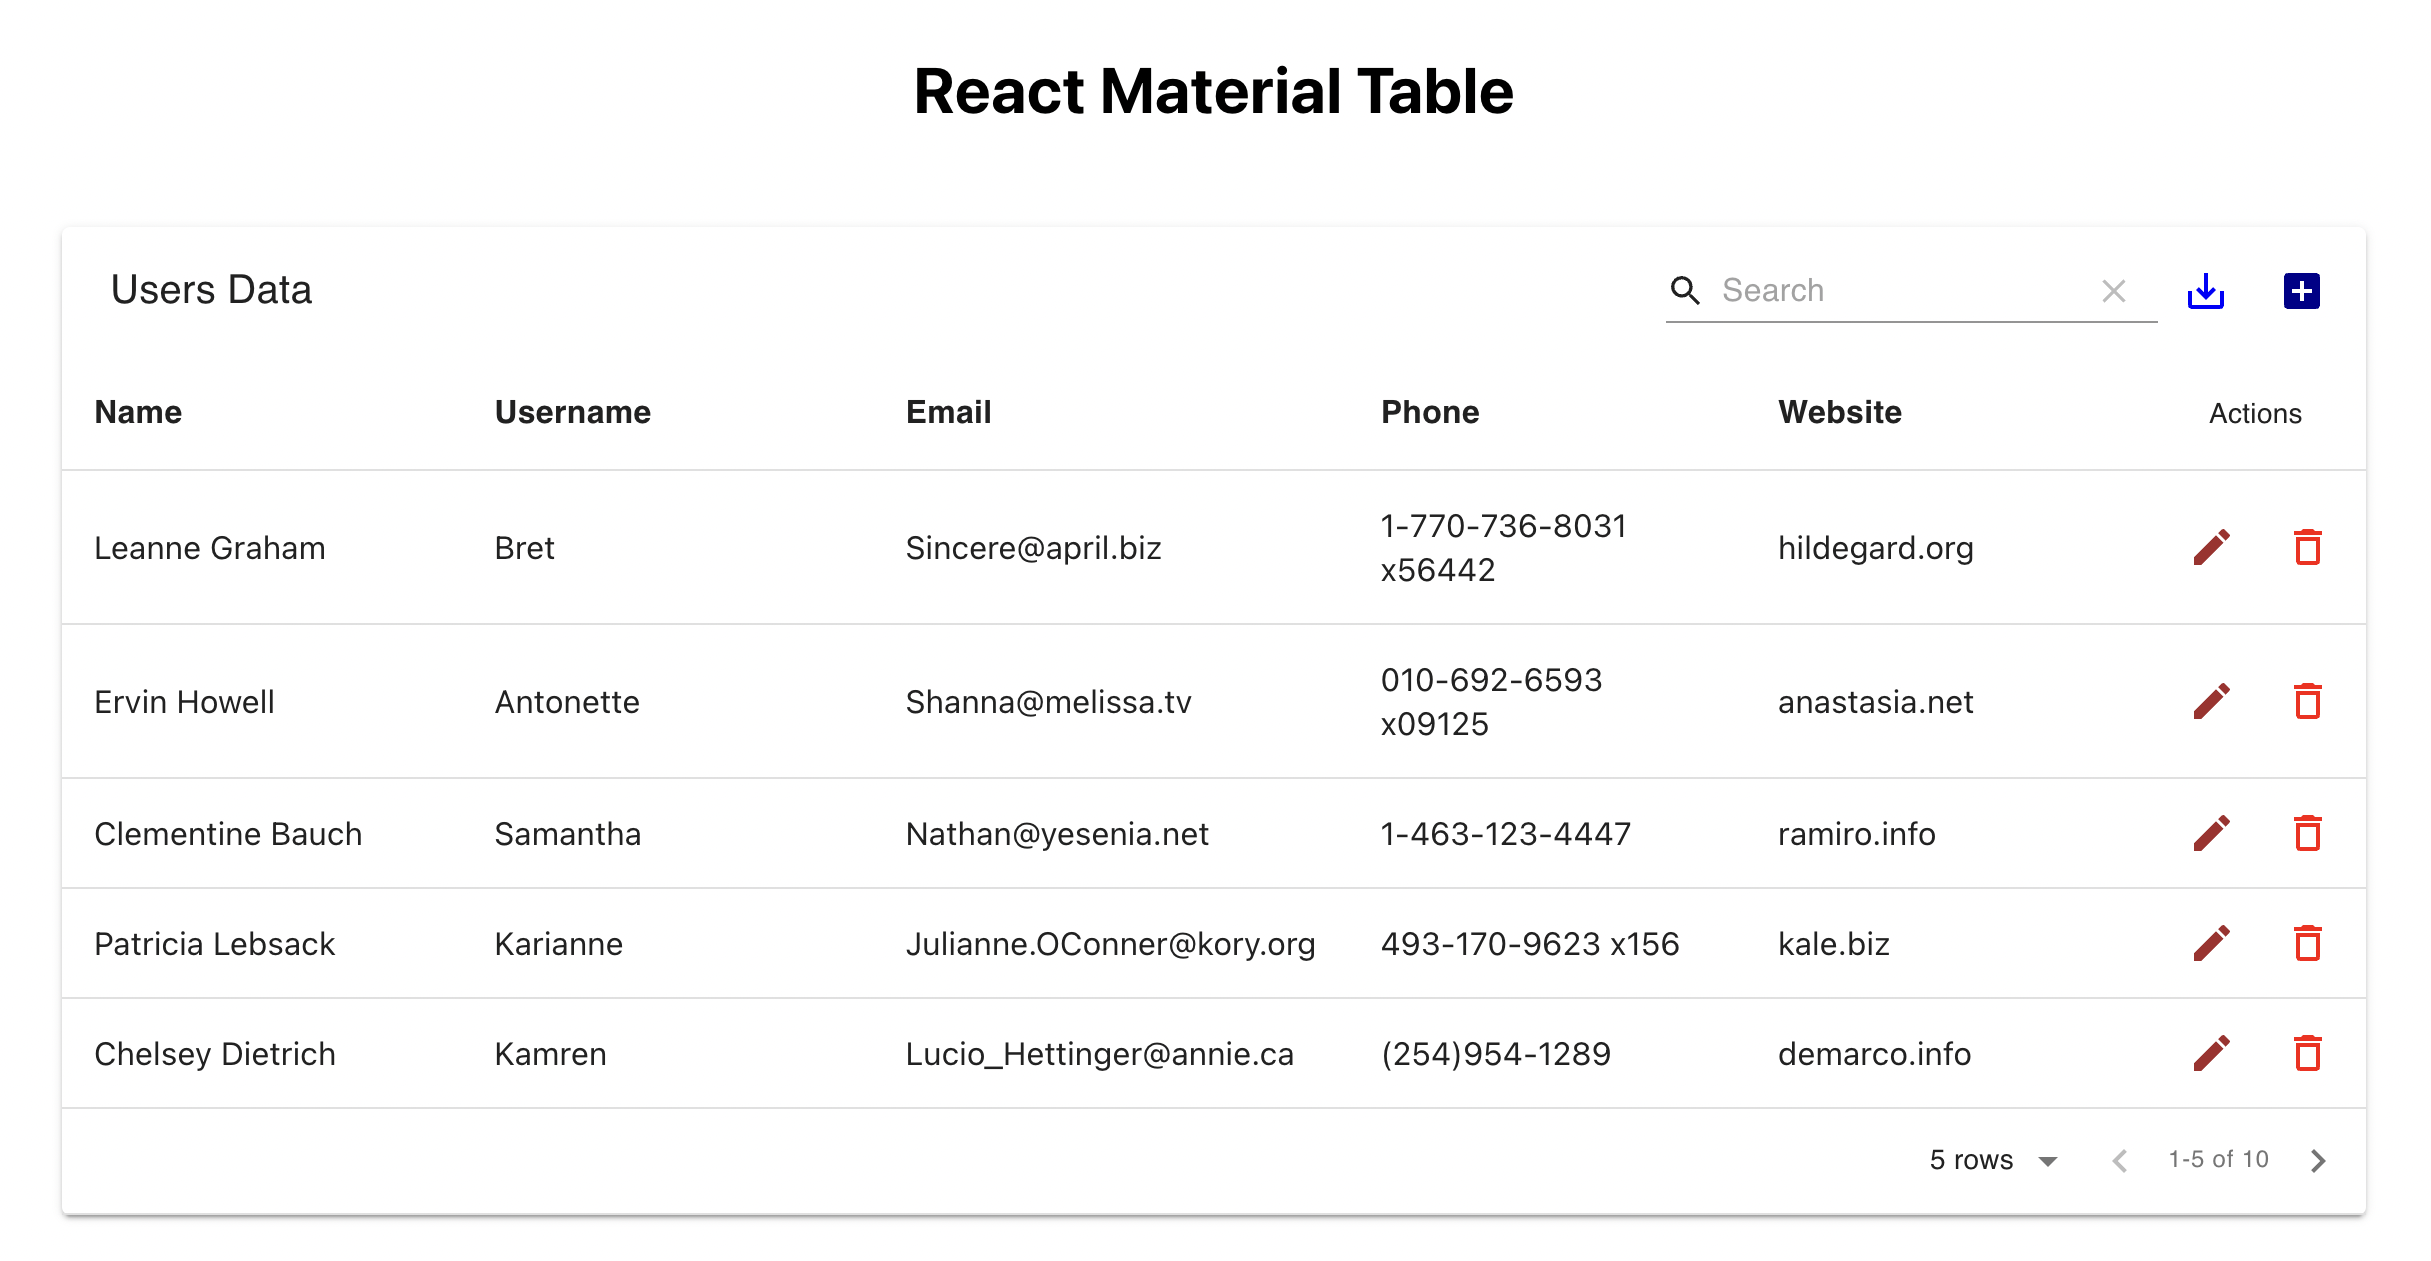 React Material Table
Users Data
Search
Name Username Email Phone Website Actions
Leanne Graham Bret Sincere@april.biz 1-770-736-8031 hildegard.org
x56442
Ervin Howell Antonette Shanna@melissa.tv 010-692-6593 anastasia.net
x09125
Clementine Bauch Samantha Nathan@yesenia.net 1-463-123-4447 ramiro.info
Patricia Lebsack Karianne Julianne.OConner@kory.org 493-170-9623 x156 kale.biz
Chelsey Dietrich Kamren Lucio_Hettinger@annie.ca (254)954-1289 demarco.info
5 rows 1-5 of 10